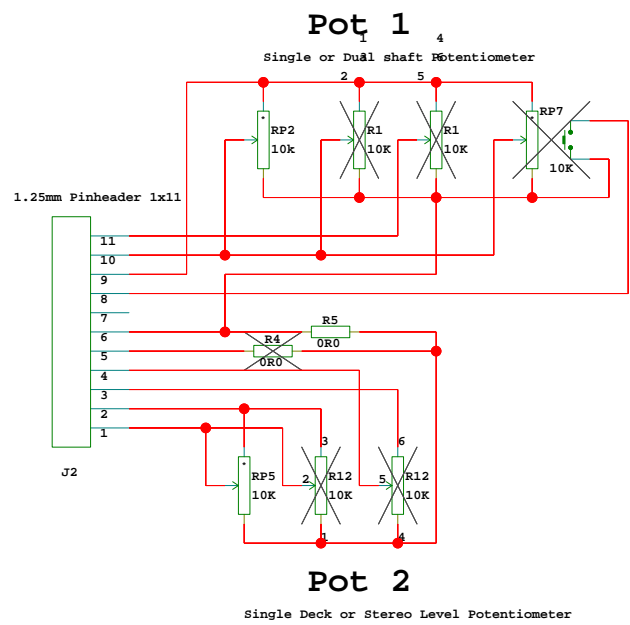 Pot 1
1
3
4
6
Single or Dual shaft Potentiometer
2
5
RP7
RP2
10k
R1
10K
R1
10K
10K
1.25mm Pinheader 1x11
11
10
9
8
7
6
5
4
3
2
1
R5
0R0
R4
0R0
3
6
RP5
10K
2
R12
10K
5
R12
10K
1
4
J2
Pot 2
Single Deck or Stereo Level Potentiometer